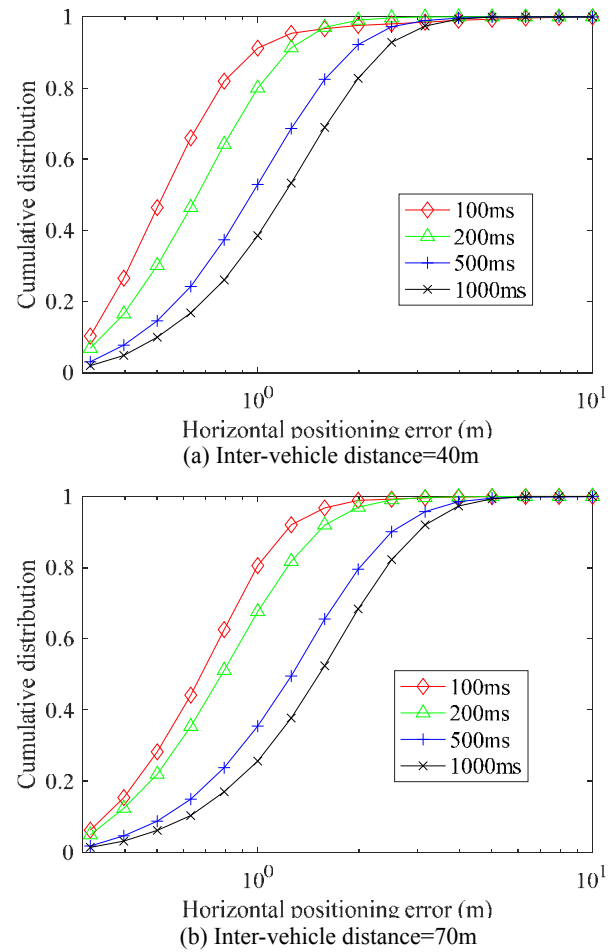 1
0.8
0.6
0.4
0.2
0
Cumulative distribution
100ms
200ms
500ms
1000ms
10^0
10^1
Horizontal positioning error (m)
(a) Inter-vehicle distance=40m
1
0.8
0.6
0.4
0.2
0
Cumulative distribution
100ms
200ms
500ms
1000ms
10^0
10^1
Horizontal positioning error (m)
(b) Inter-vehicle distance=70m